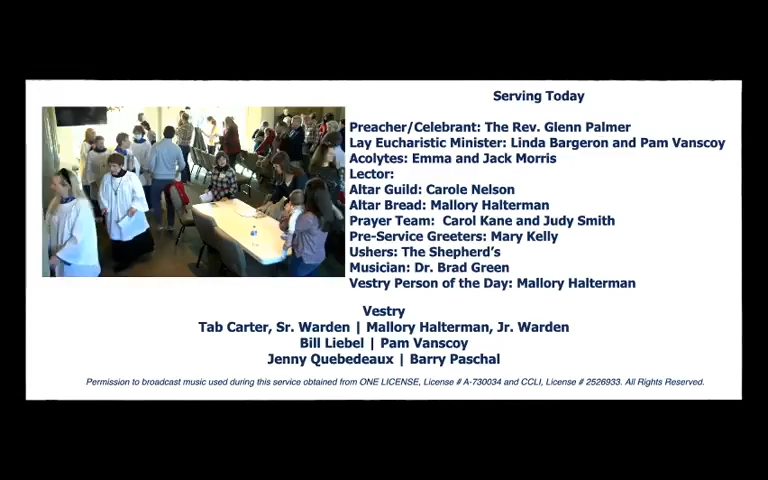 Serving Today
Preacher/Celebrant: The Rev. Glenn Palmer
Lay Eucharistic Minister: Linda Bargeron and Pam Vanscoy
Acolytes: Emma and Jack Morris
Lector:
Altar Guild: Carole Nelson
Altar Bread: Mallory Halterman
Prayer Team:  Carol Kane and Judy Smith
Pre-Service Greeters: Mary Kelly
Ushers: The Shepherd's
Musician: Dr. Brad Green
Vestry Person of the Day: Mallory Halterman
Vestry
Tab Carter, Sr. Warden | Mallory Halterman, Jr. Warden
Bill Liebel | Pam Vanscoy
Jenny Quebedeaux | Barry Paschal
Permission to broadcast music used during this service obtained from ONE LICENSE, License # A-730034 and CCLI, License # 2526933. All Rights Reserved.